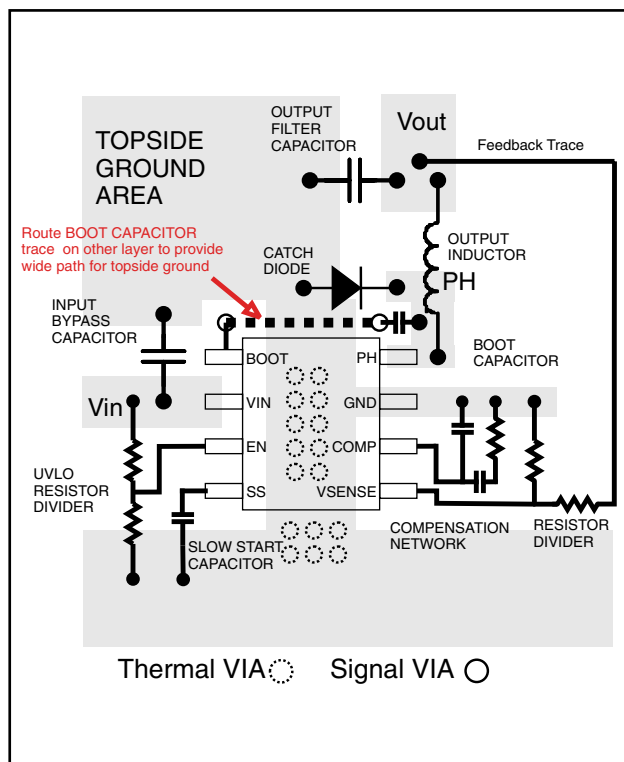 OUTPUT
FILTER
CAPACITOR
Vout
Feedback Trace
TOPSIDE
GROUND
AREA
Route BOOT CAPACITOR
trace on other layer to provide
wide path for topside ground
CATCH
DIODE
OUTPUT
INDUCTOR
PH
INPUT
BYPASS
CAPACITOR
BOOT
CAPACITOR
BOOT
PH
Vin
VIN
GND
EN
COMP
UVLO
RESISTOR
DIVIDER
SS
VSENSE
SLOW START
CAPACITOR
COMPENSATION
NETWORK
RESISTOR
DIVIDER
Thermal VIA
Signal VIA